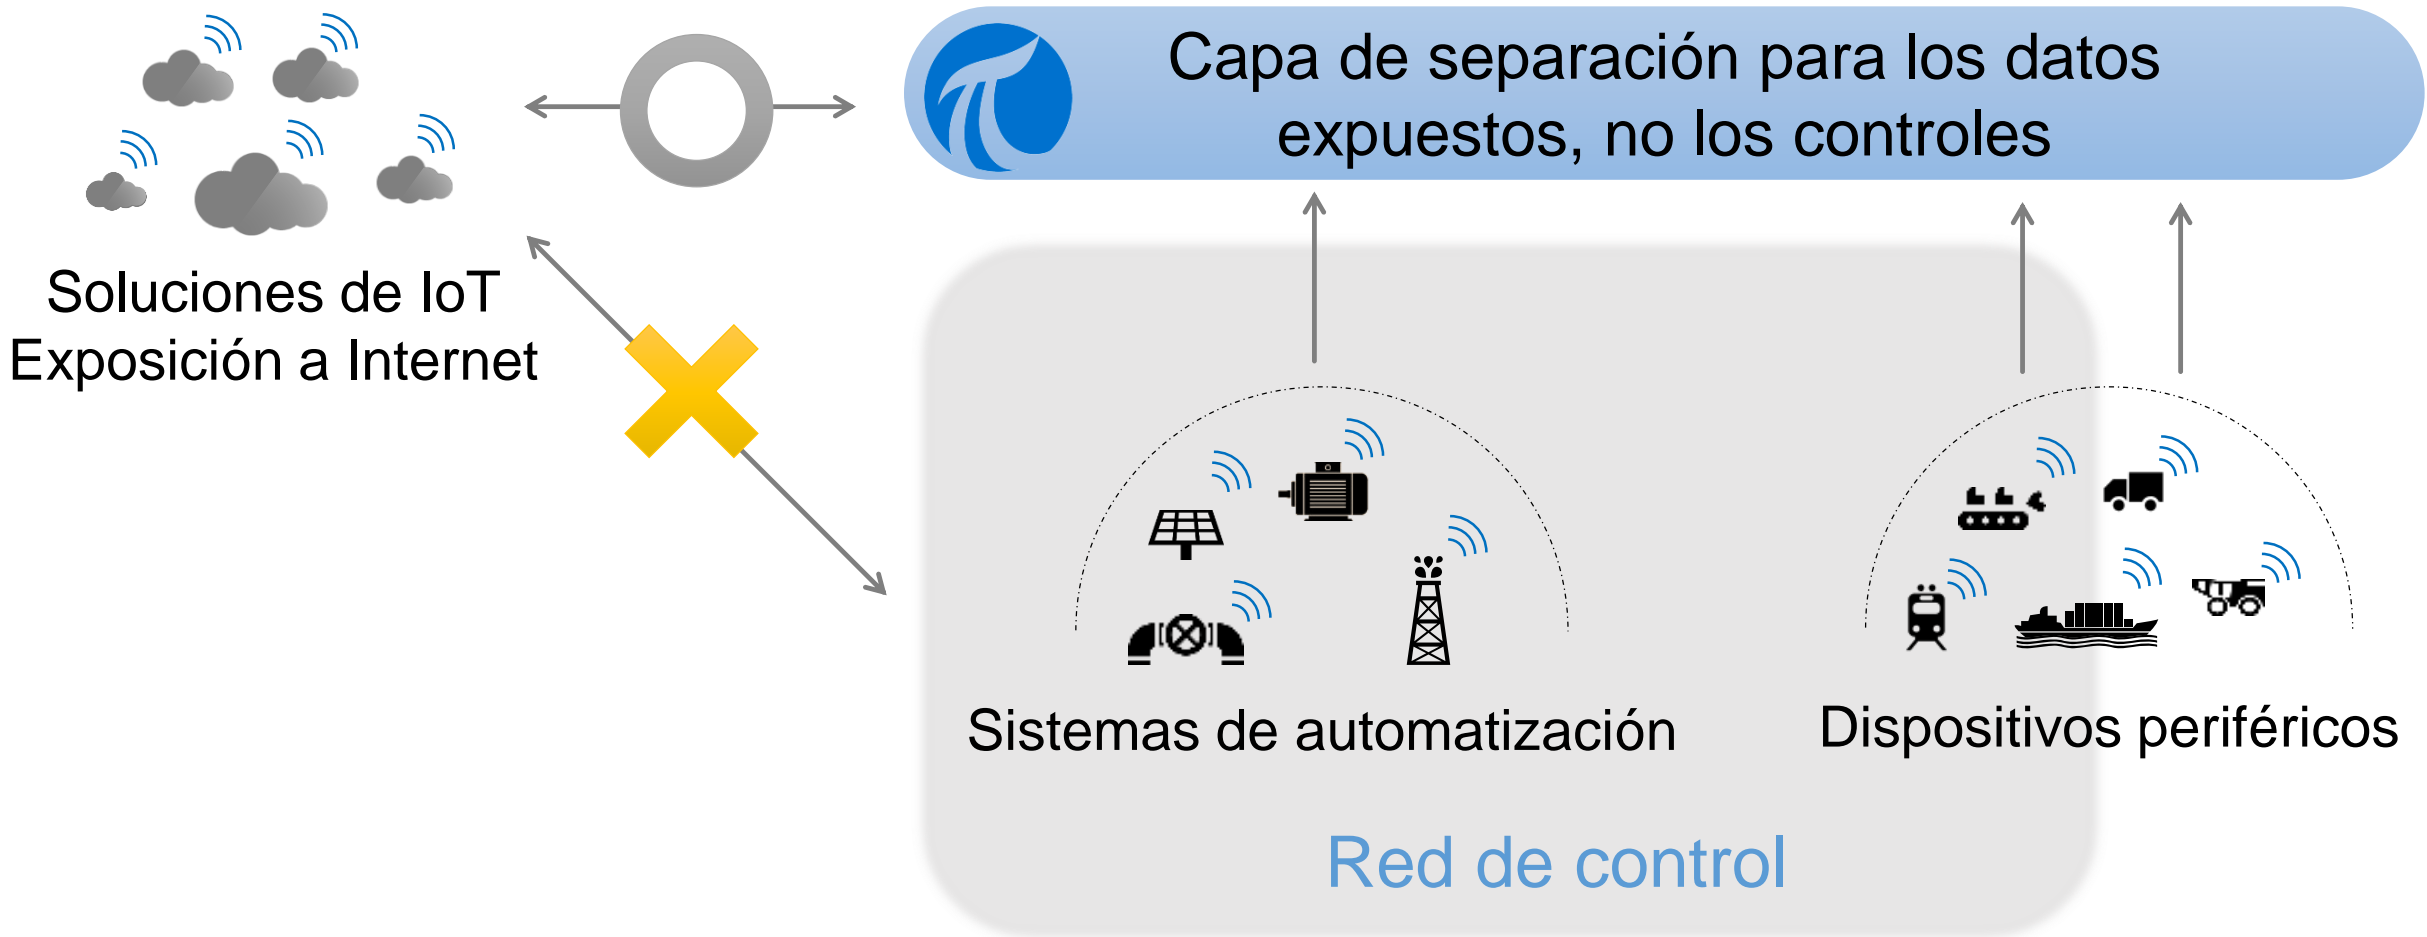 Capa de separación para los datos
expuestos, no los controles
Soluciones de IoT
Exposición a Internet
Sistemas de automatización
Dispositivos periféricos
Red de control